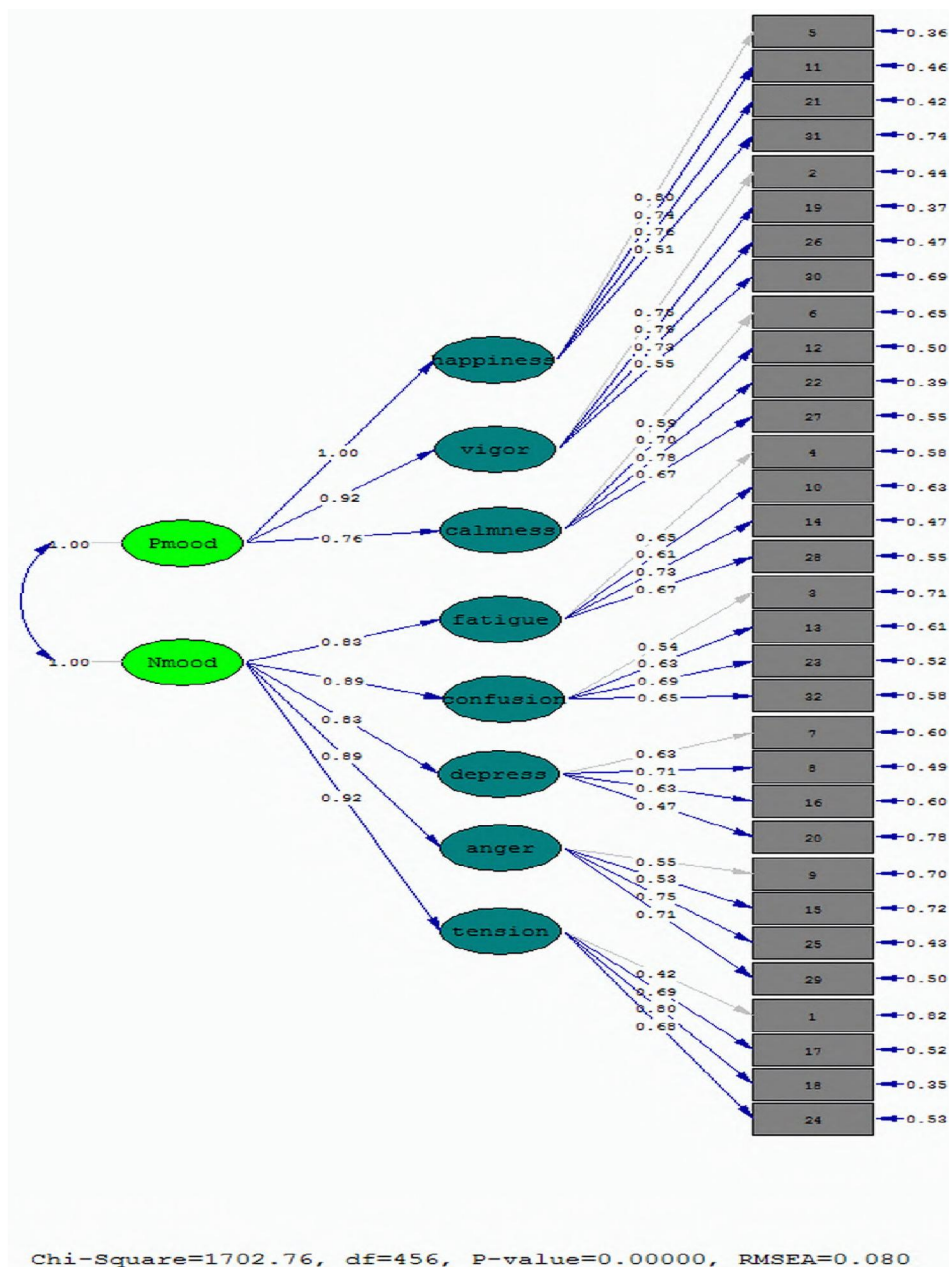 5 0.36
11 0.46
21 0.42
31 0.74
2 0.44
0.80
19 0.37
0.74
0.76
26 0.47
0.51
30 0.69
6 0.65
0.79
12 0.50
0.73
happiness 0.55
22 0.39
27 0.55
0.59
0.70
1.00 vigor 4 0.58
0.78
0.67
10 0.63
0.92
14 0.47
calmness
0.76 0.65
1.00 Pmood 0.61
28 0.55
0.73
0.67
3 0.71
fatigue
0.83 13 0.61
0.54
1.00 Nmood 0.63 23 0.52
0.89 0.69
confusion 0.65 32 0.58
0.83 7 0.60
0.89 0.63
depress 0.71 8 0.49
0.63
0.92 0.47 16 0.60
20 0.78
anger 0.55 9 0.70
0.53
0.75 15 0.72
0.71
tension 25 0.43
0.42 29 0.50
0.69
0.80 1 0.82
0.68
17 0.52
18 0.35
24 0.53
Chi-Square=1702.76, df=456, P-value=0.00000, RMSEA=0.080